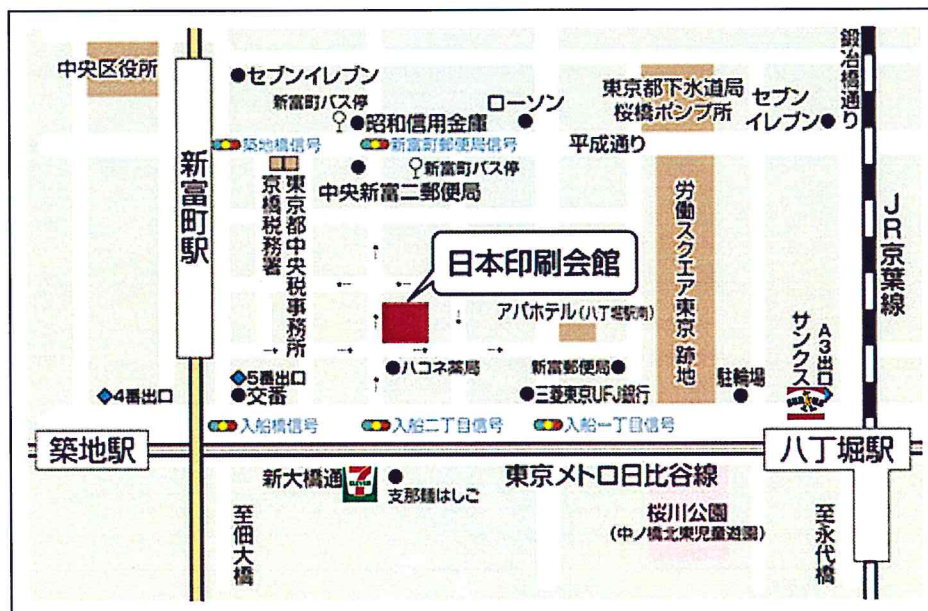 中央区役所
新富町駅
セブンイレブン
新富町バス停
昭和信用金庫
ローソン
築地橋信号
新富町郵便局信号
平成通り
東京都下水道局
桜橋ポンプ所
セブン
イレブン
鍛冶橋通り
JR京葉線
東京都中央税事務所
京橋税務署
新富町バス停
中央新富二郵便局
日本印刷会館
アパホテル(八丁堀駅南)
労働スクエア東京 跡地
ハコネ薬局
新富郵便局
三菱東京UFJ銀行
駐輪場
サンクス
A3出口
4番出口
5番出口
交番
入船橋信号
入船二丁目信号
入船一丁目信号
築地駅
八丁堀駅
新大橋通
7
ELEVEN
支那麺はしご
東京メトロ日比谷線
桜川公園
(中ノ橋北東児童遊園)
至佃大橋
至永代橋